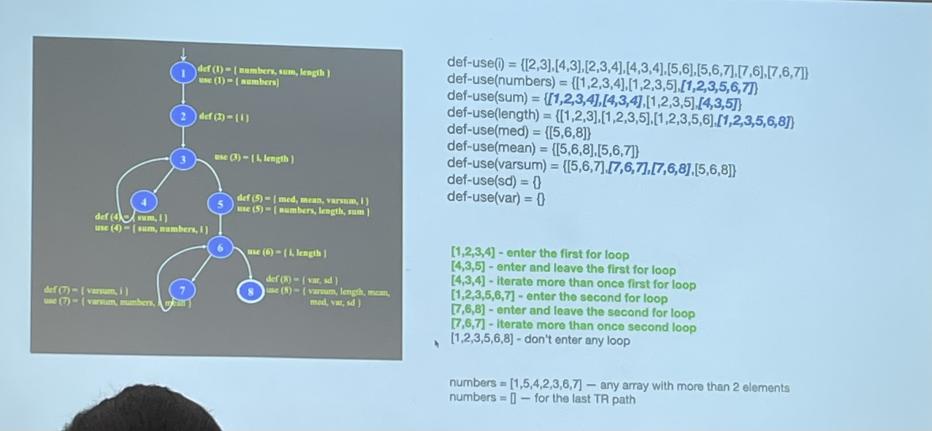 def (1) = { numbers, sum, length }
1
use (1) = { numbers}
2
def (2) = { i }
3
use (3) = { i, length }
4
def (4) = { sum, i }
use (4) = { sum, numbers, i }
5
def (5) = { med, mean, varsum, i }
use (5) = { numbers, length, sum }
6
use (6) = { i, length }
7
def (7) = { varsum, i }
use (7) = { varsum, numbers, i, mean }
8
def (8) = { var, sd }
use (8) = { varsum, length, mean,
med, var, sd }
def-use(i) = {[2,3],[4,3],[2,3,4],[4,3,4],[5,6],[5,6,7],[7,6],[7,6,7]}
def-use(numbers) = {[1,2,3,4],[1,2,3,5],[1,2,3,5,6,7]}
def-use(sum) = {[1,2,3,4],[4,3,4],[1,2,3,5],[4,3,5]}
def-use(length) = {[1,2,3],[1,2,3,5],[1,2,3,5,6],[1,2,3,5,6,8]}
def-use(med) = {[5,6,8]}
def-use(mean) = {[5,6,8],[5,6,7]}
def-use(varsum) = {[5,6,7],[7,6,7],[7,6,8],[5,6,8]}
def-use(sd) = {}
def-use(var) = {}
[1,2,3,4] - enter the first for loop
[4,3,5] - enter and leave the first for loop
[4,3,4] - iterate more than once first for loop
[1,2,3,5,6,7] - enter the second for loop
[7,6,8] - enter and leave the second for loop
[7,6,7] - iterate more than once second loop
[1,2,3,5,6,8] - don't enter any loop
numbers = [1,5,4,2,3,6,7] — any array with more than 2 elements
numbers = [] — for the last TR path